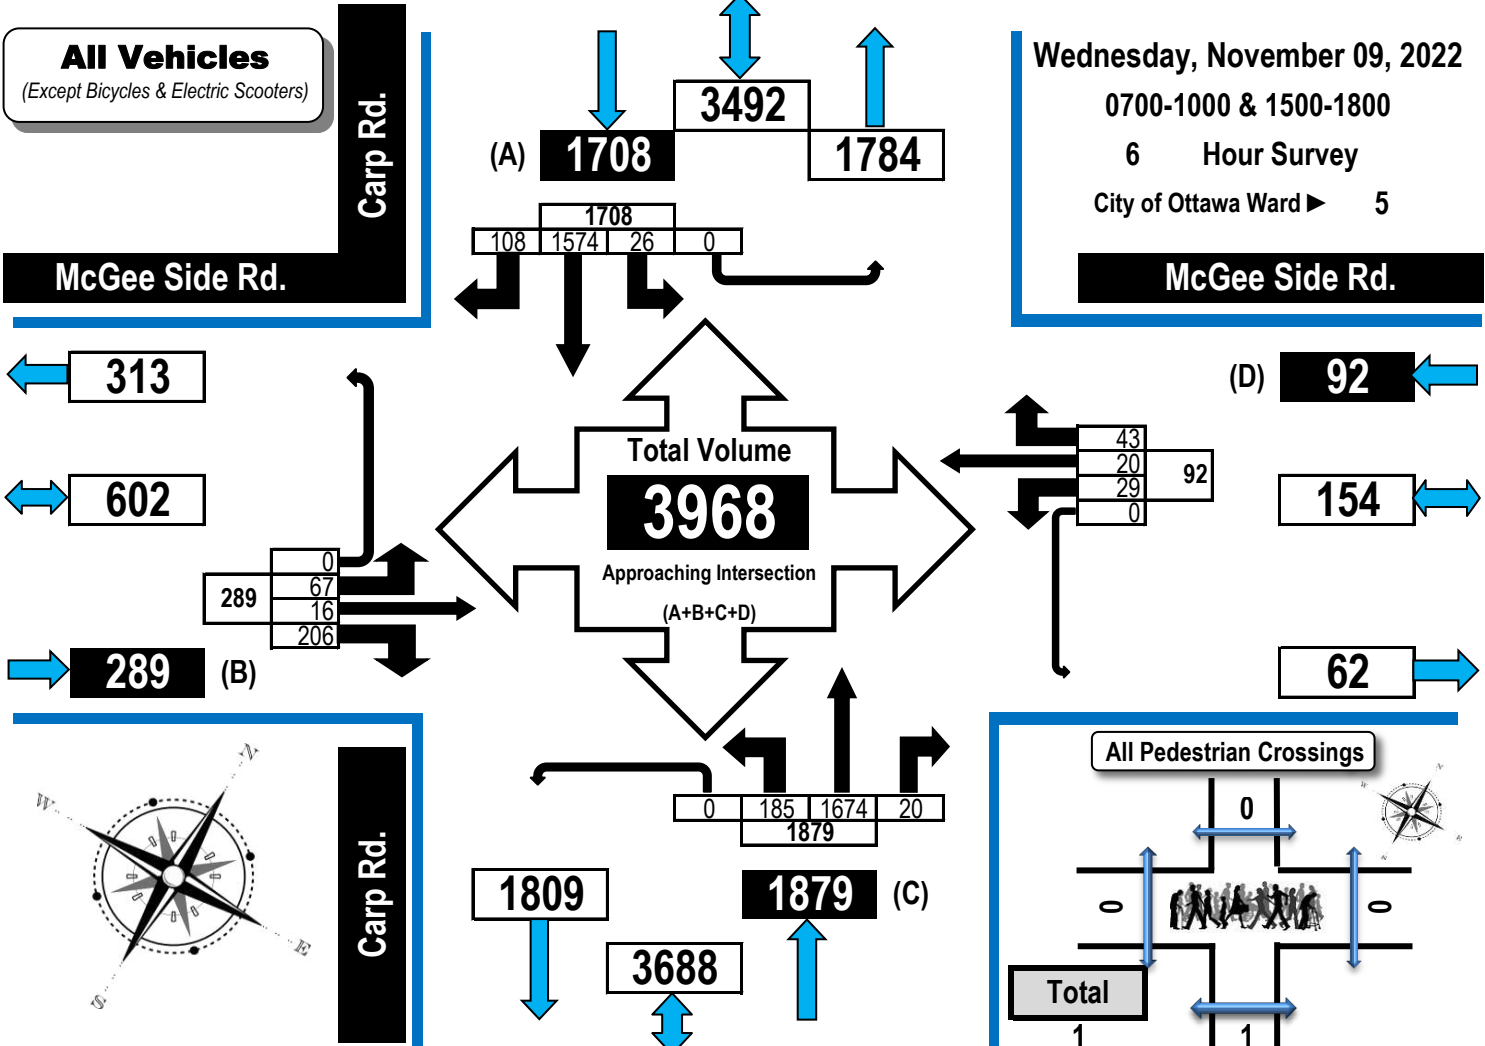 All Vehicles
(Except Bicycles & Electric Scooters)
Carp Rd.
McGee Side Rd.
3492
(A) 1708
1784
1708
108 1574 26 0
Wednesday, November 09, 2022
0700-1000 & 1500-1800
6 Hour Survey
City of Ottawa Ward ► 5
McGee Side Rd.
313
602
0
67
289
16
206
289 (B)
Total Volume
3968
Approaching Intersection
(A+B+C+D)
(D) 92
43
20
92
29
0
154
62
N
W
E
S
Carp Rd.
0 185 1674 20
1879
1809
1879 (C)
3688
All Pedestrian Crossings
0
0
0
Total
1
1